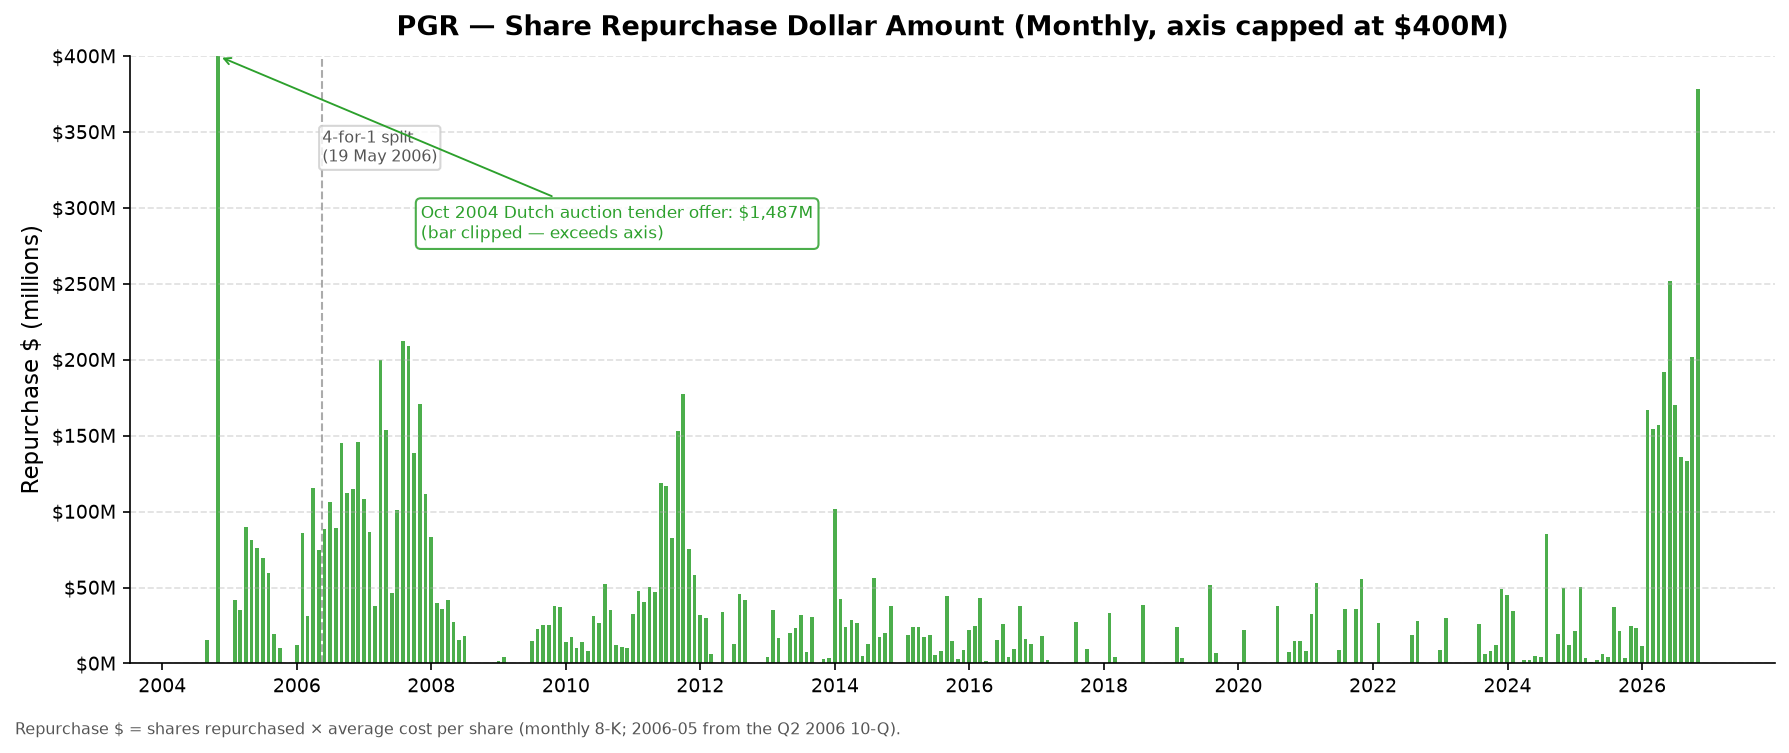 PGR — Share Repurchase Dollar Amount (Monthly, axis capped at $400M)
Repurchase $ (millions)
$400M
$350M
$300M
$250M
$200M
$150M
$100M
$50M
$0M
4-for-1 split
(19 May 2006)
Oct 2004 Dutch auction tender offer: $1,487M
(bar clipped — exceeds axis)
2004 2006 2008 2010 2012 2014 2016 2018 2020 2022 2024 2026
Repurchase $ = shares repurchased × average cost per share (monthly 8-K; 2006-05 from the Q2 2006 10-Q).